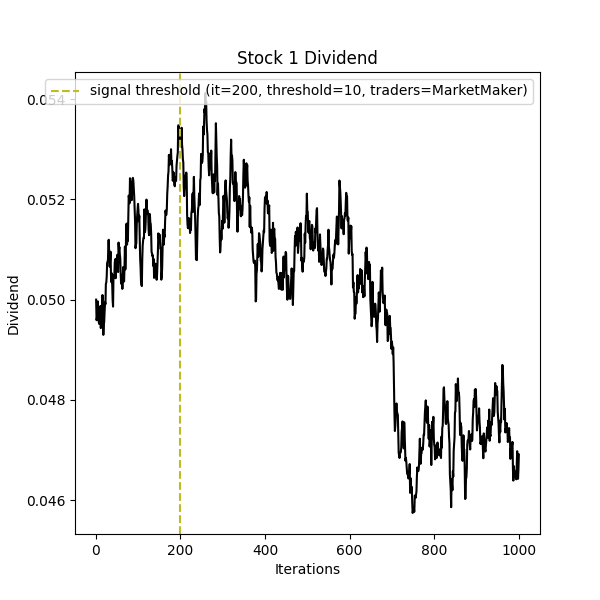 Stock 1 Dividend
signal threshold (it=200, threshold=10, traders=MarketMaker)
0.054
0.052
0.050
0.048
0.046
Dividend
0 200 400 600 800 1000
Iterations